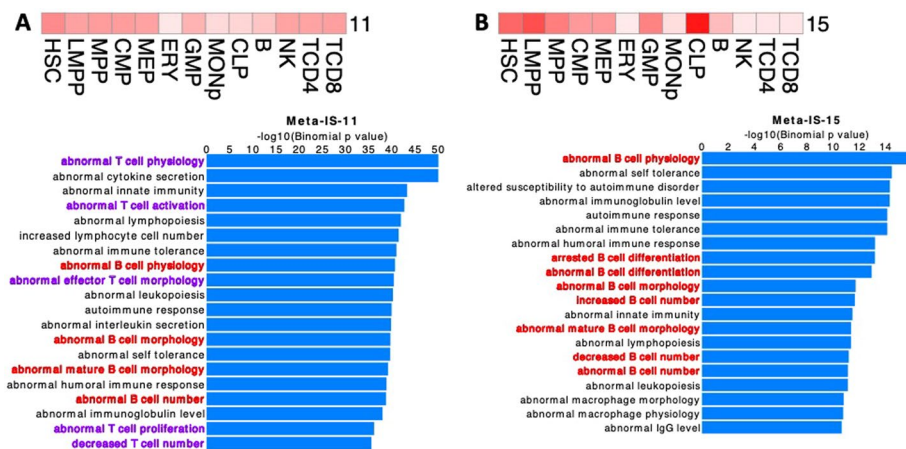 A
11
HSC LMPP MPP CMP MEP ERY GMP MONp CLP B NK TCD4 TCD8
Meta-IS-11
-log10(Binomial p value)
0 5 10 15 20 25 30 35 40 45 50
abnormal T cell physiology
abnormal cytokine secretion
abnormal innate immunity
abnormal T cell activation
abnormal lymphopoiesis
increased lymphocyte cell number
abnormal immune tolerance
abnormal B cell physiology
abnormal effector T cell morphology
abnormal leukopoiesis
autoimmune response
abnormal interleukin secretion
abnormal B cell morphology
abnormal self tolerance
abnormal mature B cell morphology
abnormal humoral immune response
abnormal B cell number
abnormal immunoglobulin level
abnormal T cell proliferation
decreased T cell number
B
15
HSC LMPP MPP CMP MEP ERY GMP MONp CLP B NK TCD4 TCD8
Meta-IS-15
-log10(Binomial p value)
0 2 4 6 8 10 12 14
abnormal B cell physiology
abnormal self tolerance
altered susceptibility to autoimmune disorder
abnormal immunoglobulin level
autoimmune response
abnormal immune tolerance
abnormal humoral immune response
arrested B cell differentiation
abnormal B cell differentiation
abnormal B cell morphology
increased B cell number
abnormal innate immunity
abnormal mature B cell morphology
abnormal lymphopoiesis
decreased B cell number
abnormal B cell number
abnormal leukopoiesis
abnormal macrophage morphology
abnormal macrophage physiology
abnormal IgG level